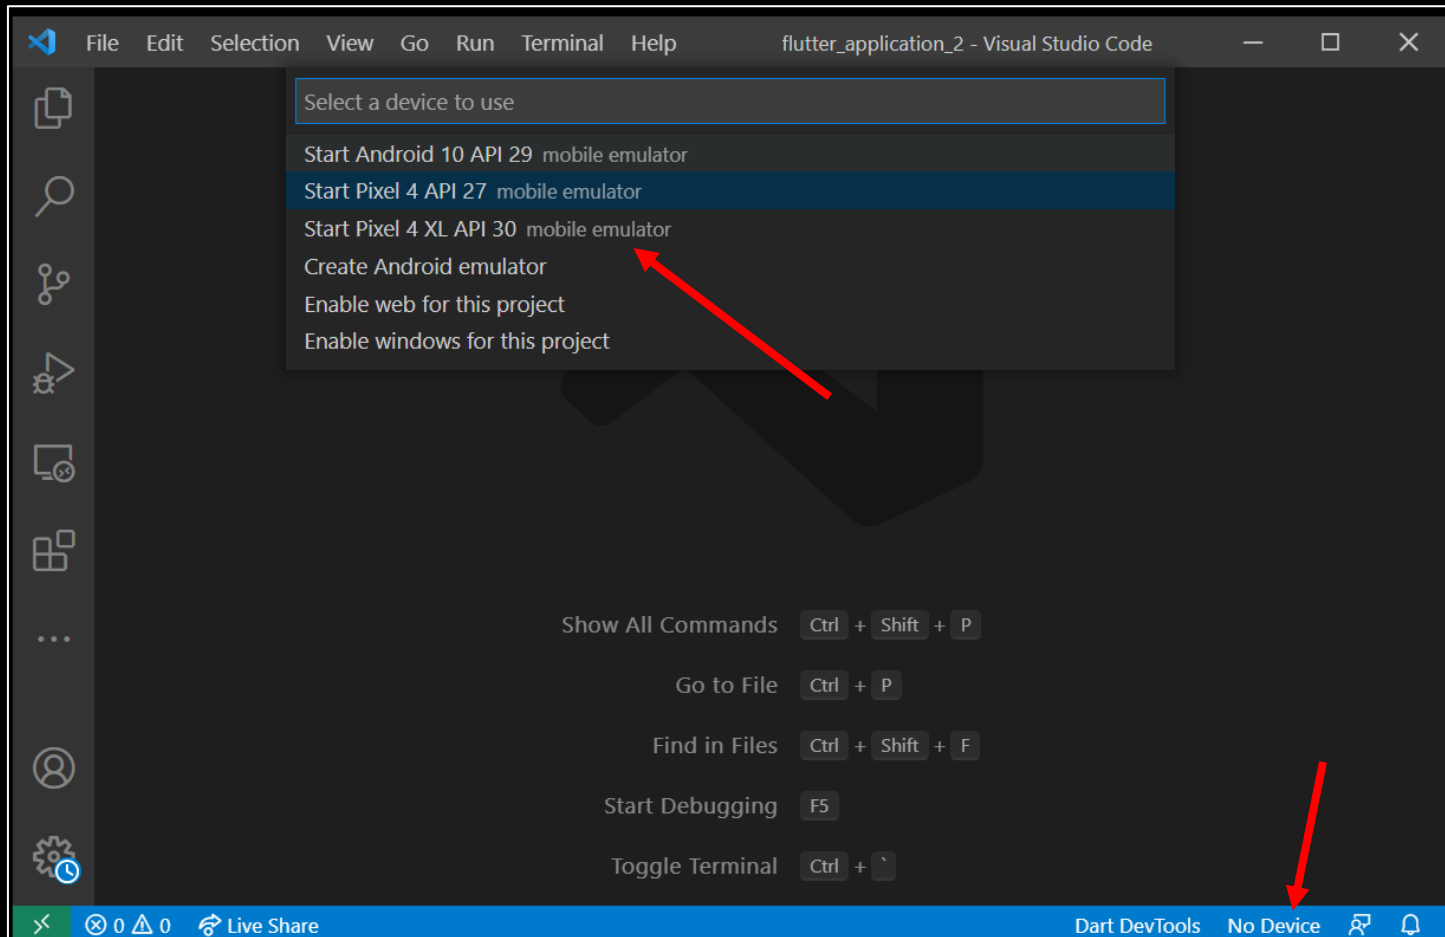 File Edit Selection View Go Run Terminal Help flutter_application_2 - Visual Studio Code
Select a device to use
Start Android 10 API 29 mobile emulator
Start Pixel 4 API 27 mobile emulator
Start Pixel 4 XL API 30 mobile emulator
Create Android emulator
Enable web for this project
Enable windows for this project
Show All Commands Ctrl + Shift + P
Go to File Ctrl + P
Find in Files Ctrl + Shift + F
Start Debugging F5
Toggle Terminal Ctrl + `
0 0 Live Share Dart DevTools No Device